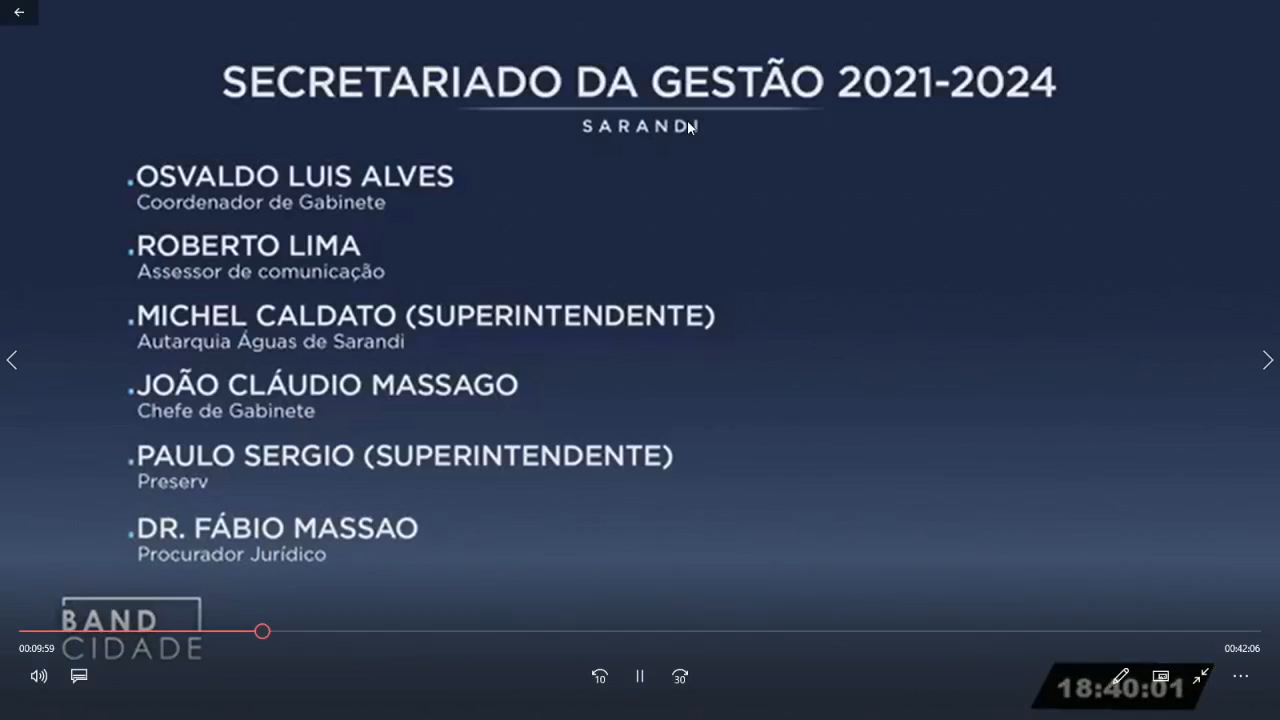 SECRETARIADO DA GESTÃO 2021-2024
SARANDI
.OSVALDO LUIS ALVES
Coordenador de Gabinete
.ROBERTO LIMA
Assessor de comunicação
.MICHEL CALDATO (SUPERINTENDENTE)
Autarquia Águas de Sarandi
.JOÃO CLÁUDIO MASSAGO
Chefe de Gabinete
.PAULO SERGIO (SUPERINTENDENTE)
Preserv
.DR. FÁBIO MASSAO
Procurador Jurídico
BAND
CIDADE
00:09:59
00:42:06
10
30
18:40:01